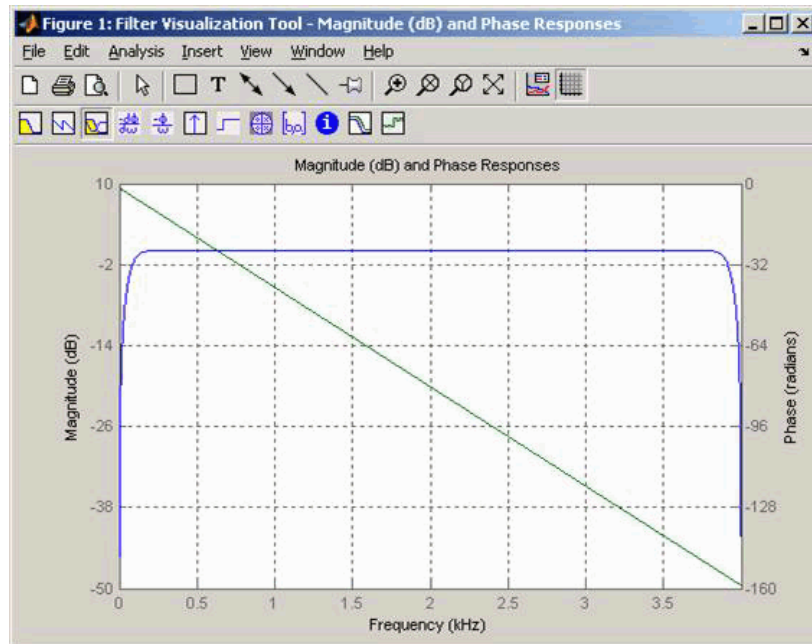 Figure 1: Filter Visualization Tool - Magnitude (dB) and Phase Responses
File Edit Analysis Insert View Window Help
T
[b,a] i
Magnitude (dB) and Phase Responses
10
-2
-14
-26
-38
-50
Magnitude (dB)
0
-32
-64
-96
-128
-160
Phase (radians)
0 0.5 1 1.5 2 2.5 3 3.5
Frequency (kHz)